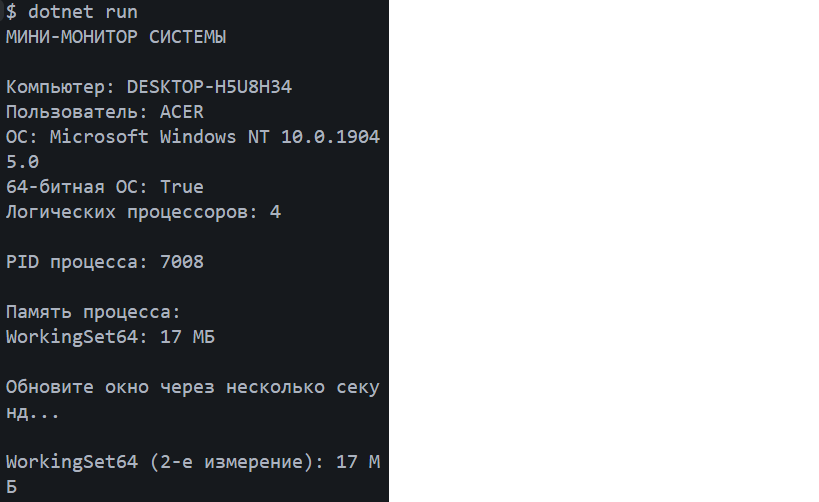 $ dotnet run
МИНИ-МОНИТОР СИСТЕМЫ
Компьютер: DESKTOP-H5U8H34
Пользователь: ACER
ОС: Microsoft Windows NT 10.0.1904
5.0
64-битная ОС: True
Логических процессоров: 4
PID процесса: 7008
Память процесса:
WorkingSet64: 17 МБ
Обновите окно через несколько секу
нд...
WorkingSet64 (2-е измерение): 17 М
Б